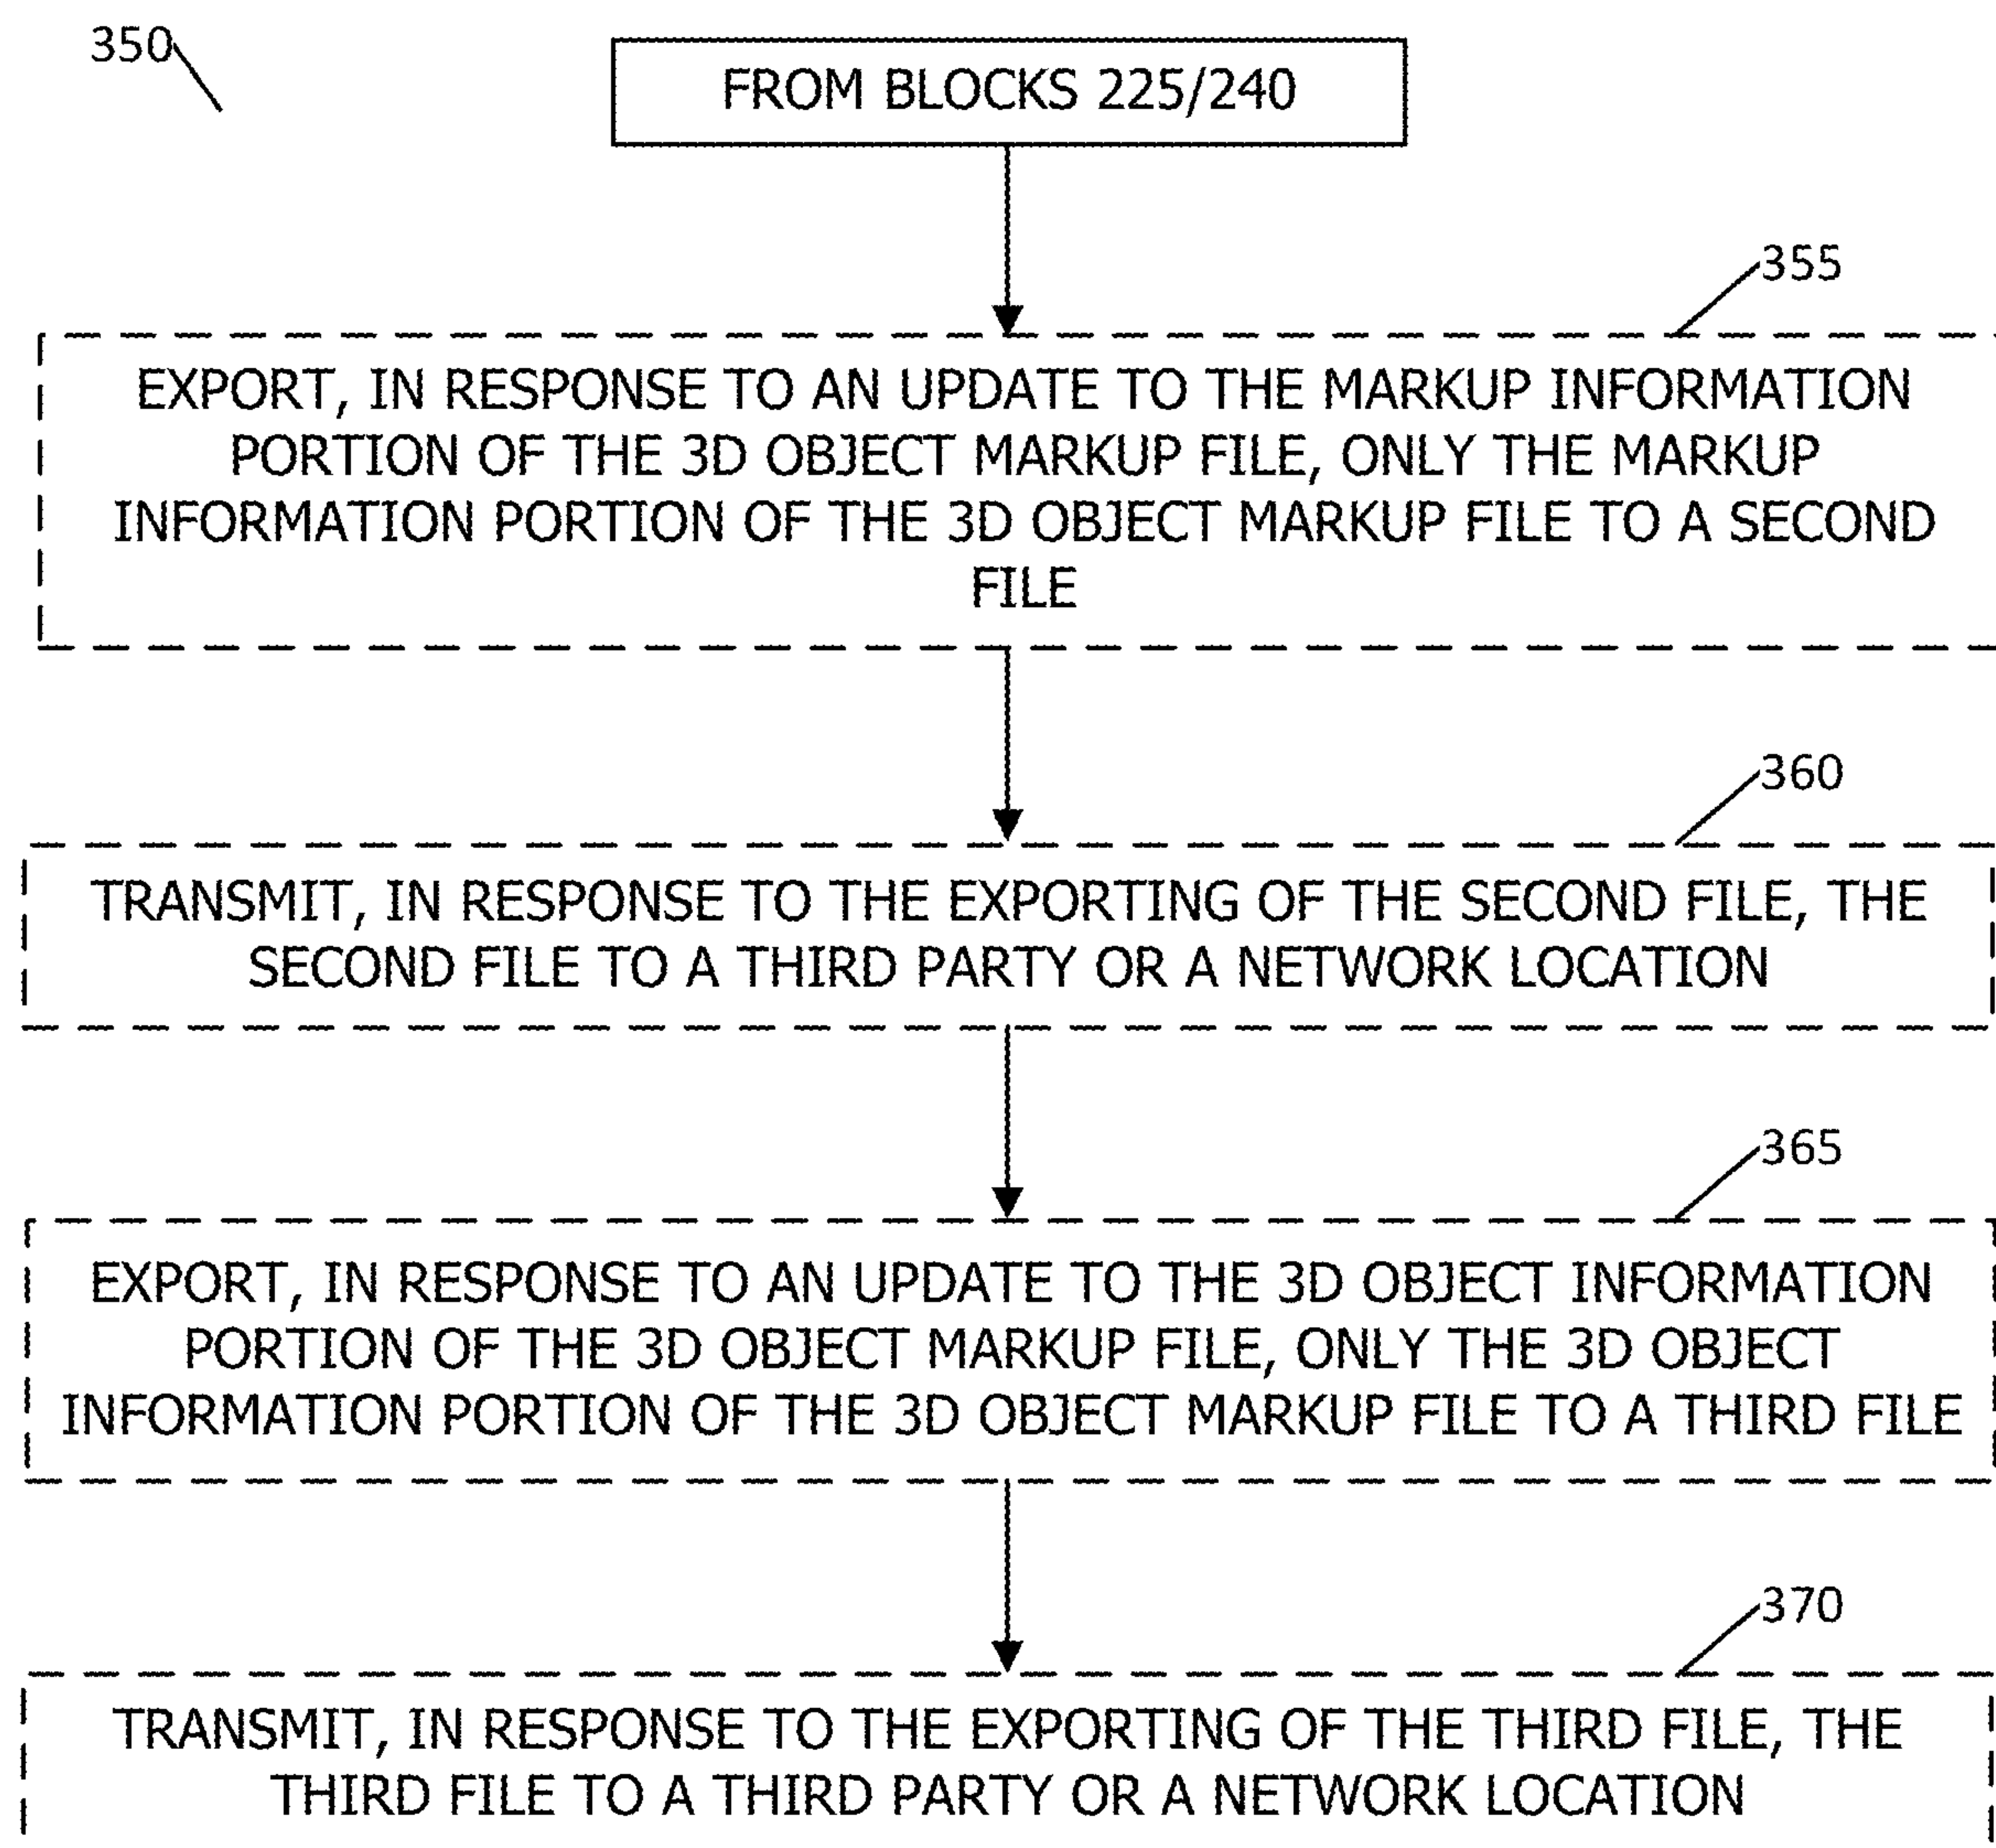 350
FROM BLOCKS 225/240
355
EXPORT, IN RESPONSE TO AN UPDATE TO THE MARKUP INFORMATION
PORTION OF THE 3D OBJECT MARKUP FILE, ONLY THE MARKUP
INFORMATION PORTION OF THE 3D OBJECT MARKUP FILE TO A SECOND
FILE
360
TRANSMIT, IN RESPONSE TO THE EXPORTING OF THE SECOND FILE, THE
SECOND FILE TO A THIRD PARTY OR A NETWORK LOCATION
365
EXPORT, IN RESPONSE TO AN UPDATE TO THE 3D OBJECT INFORMATION
PORTION OF THE 3D OBJECT MARKUP FILE, ONLY THE 3D OBJECT
INFORMATION PORTION OF THE 3D OBJECT MARKUP FILE TO A THIRD FILE
370
TRANSMIT, IN RESPONSE TO THE EXPORTING OF THE THIRD FILE, THE
THIRD FILE TO A THIRD PARTY OR A NETWORK LOCATION